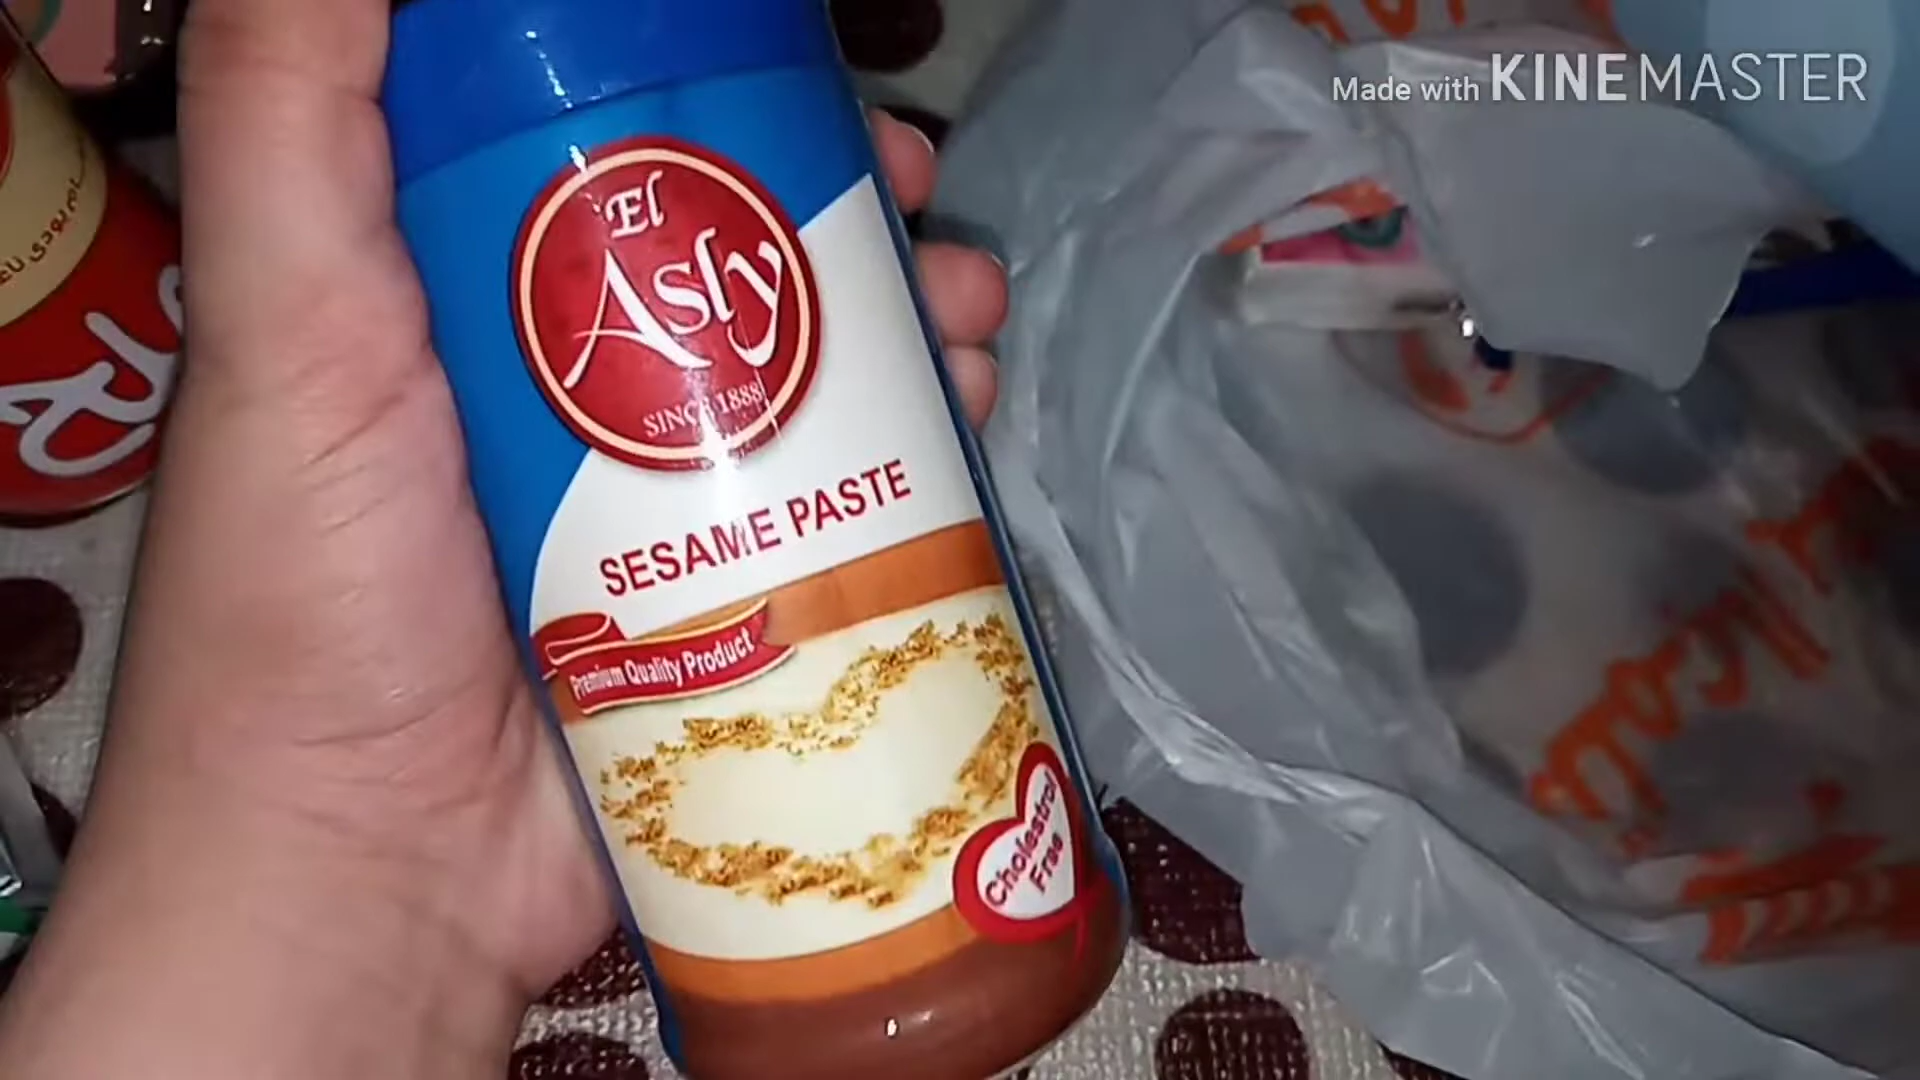 Made with KINEMASTER
El
Asly
SINCE 1888
SESAME PASTE
Premium Quality Product
Cholestrol
Free